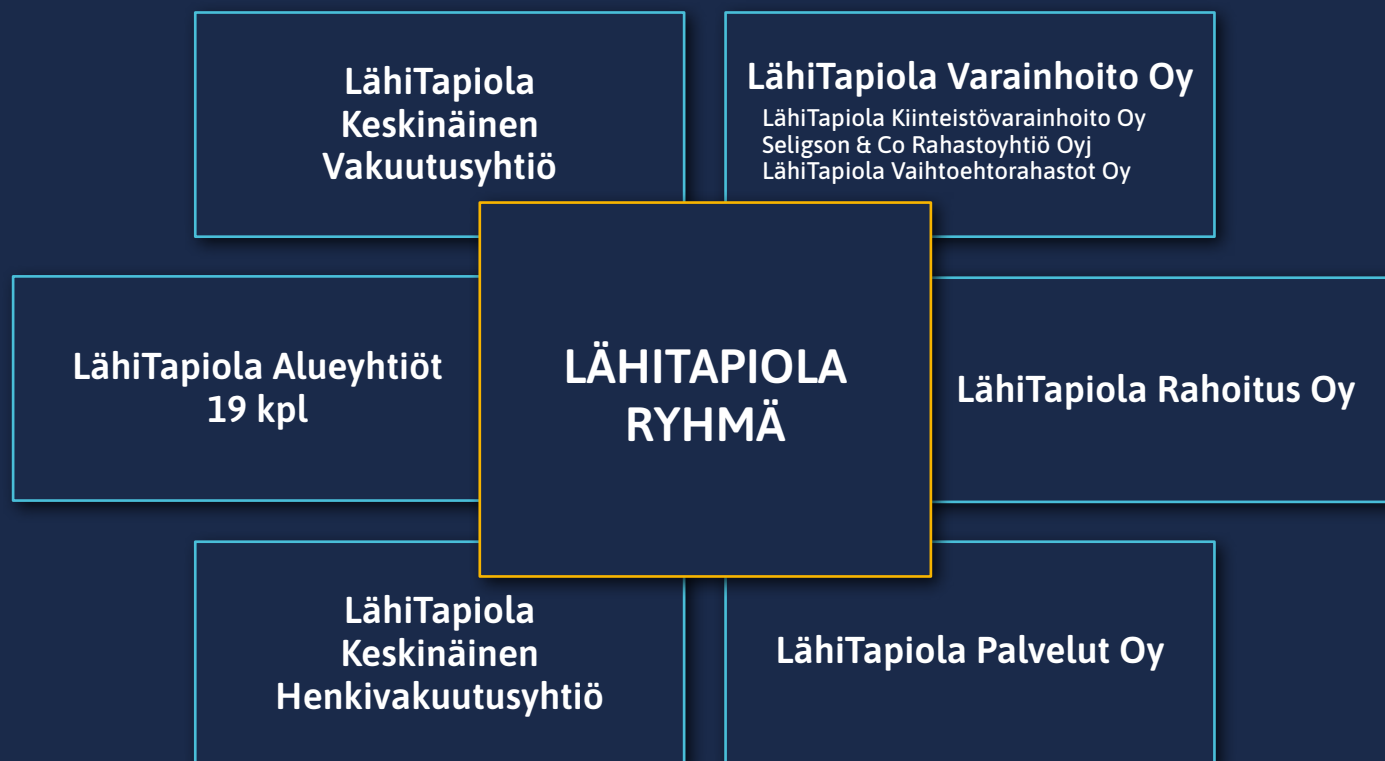 LähiTapiola
Keskinäinen
Vakuutusyhtiö
LähiTapiola Varainhoito Oy
LähiTapiola Kiinteistövarainhoito Oy
Seligson & Co Rahastoyhtiö Oyj
LähiTapiola Vaihtoehtorahastot Oy
LähiTapiola Alueyhtiöt
19 kpl
LÄHITAPIOLA
RYHMÄ
LähiTapiola Rahoitus Oy
LähiTapiola
Keskinäinen
Henkivakuutusyhtiö
LähiTapiola Palvelut Oy